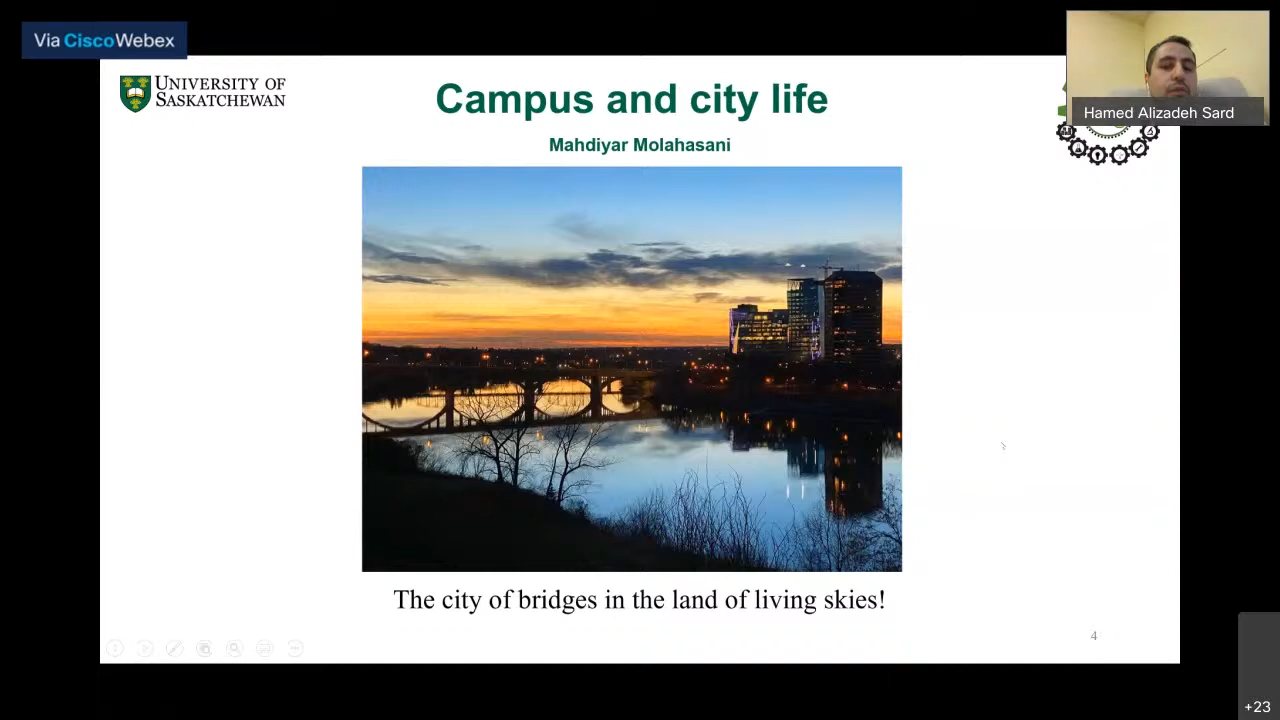 Via CiscoWebex
UNIVERSITY OF
SASKATCHEWAN
Campus and city life
Mahdiyar Molahasani
Hamed Alizadeh Sard
The city of bridges in the land of living skies!
4
+23